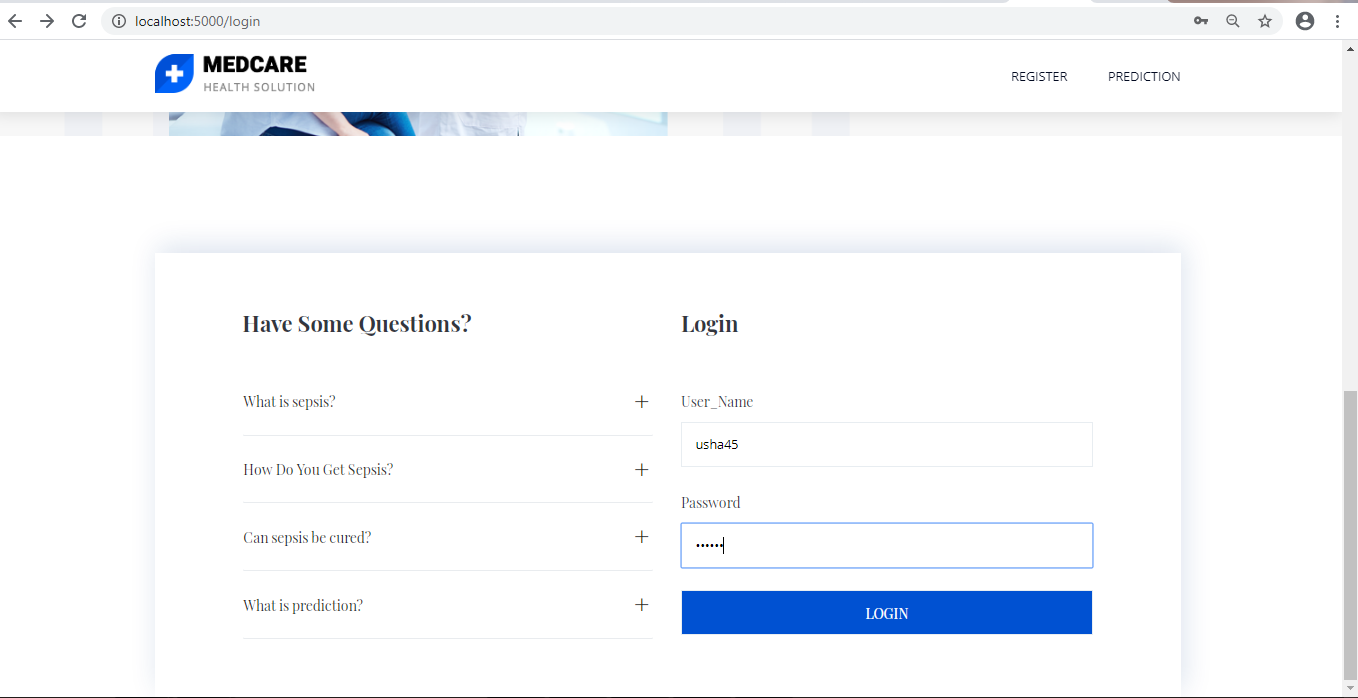 localhost:5000/login
MEDCARE
HEALTH SOLUTION
REGISTER
PREDICTION
Have Some Questions?
What is sepsis?
How Do You Get Sepsis?
Can sepsis be cured?
What is prediction?
Login
User_Name
usha45
Password
••••••
LOGIN